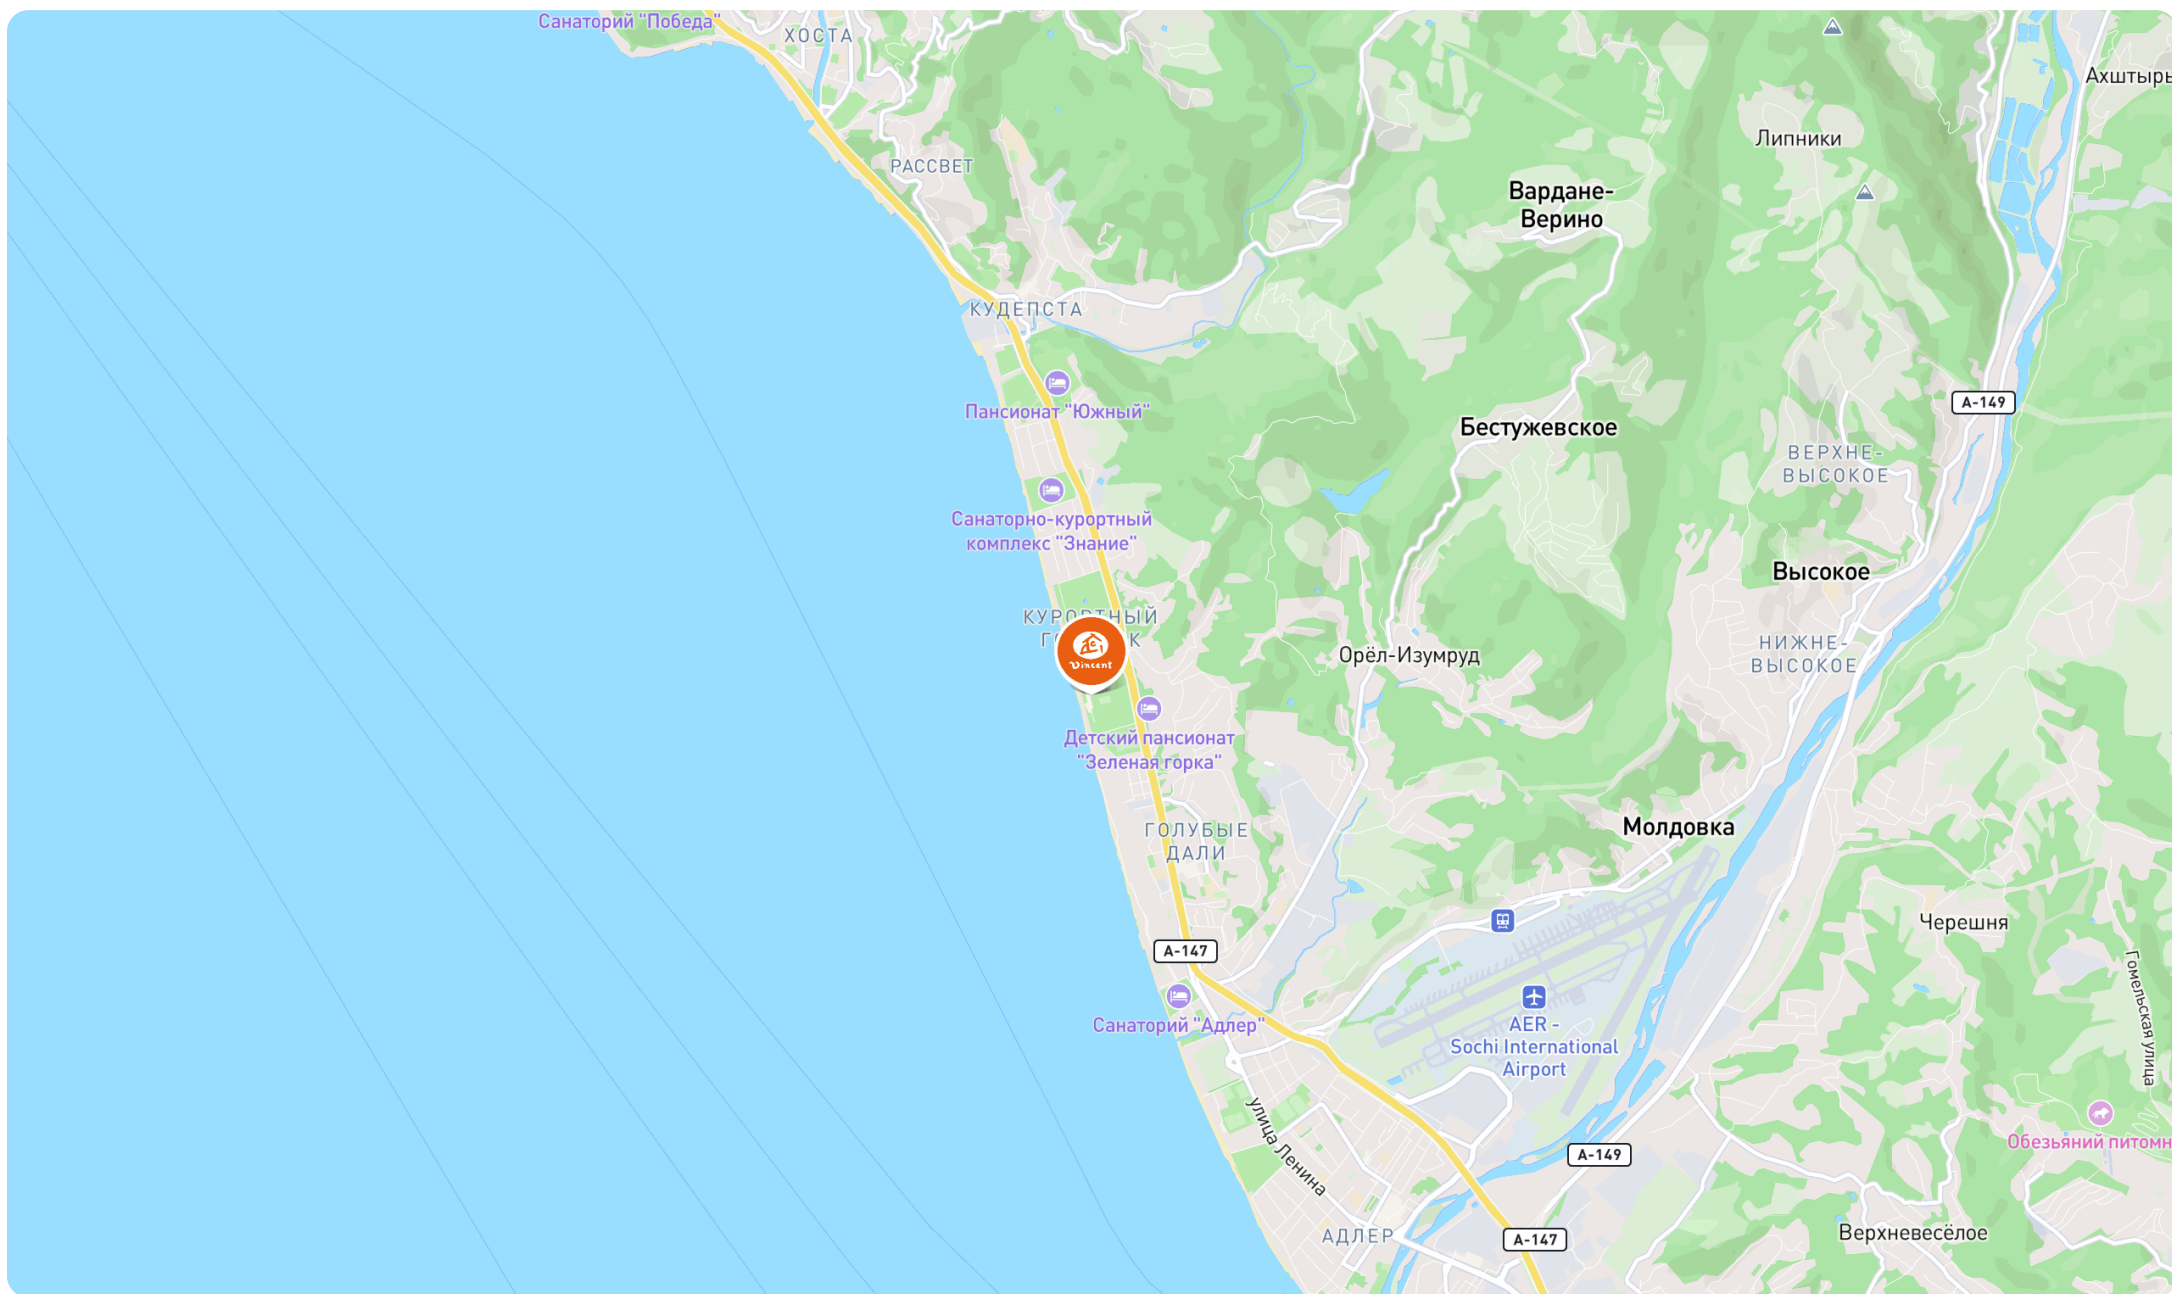 Санаторий "Победа"
ХОСТА
Ахштырь
Липники
РАССВЕТ
Вардане-
Верино
КУДЕПСТА
Пансионат "Южный"
А-149
Бестужевское
ВЕРХНЕ-
ВЫСОКОЕ
Санаторно-курортный
комплекс "Знание"
Высокое
КУРОРТНЫЙ
Vincent
Орёл-Изумруд
НИЖНЕ-
ВЫСОКОЕ
Детский пансионат
"Зеленая горка"
ГОЛУБЫЕ
ДАЛИ
Молдовка
Черешня
А-147
Гомельская улица
Санаторий "Адлер"
AER -
Sochi International
Airport
улица Ленина
Обезьяний питомн
А-149
АДЛЕР
А-147
Верхневесёлое